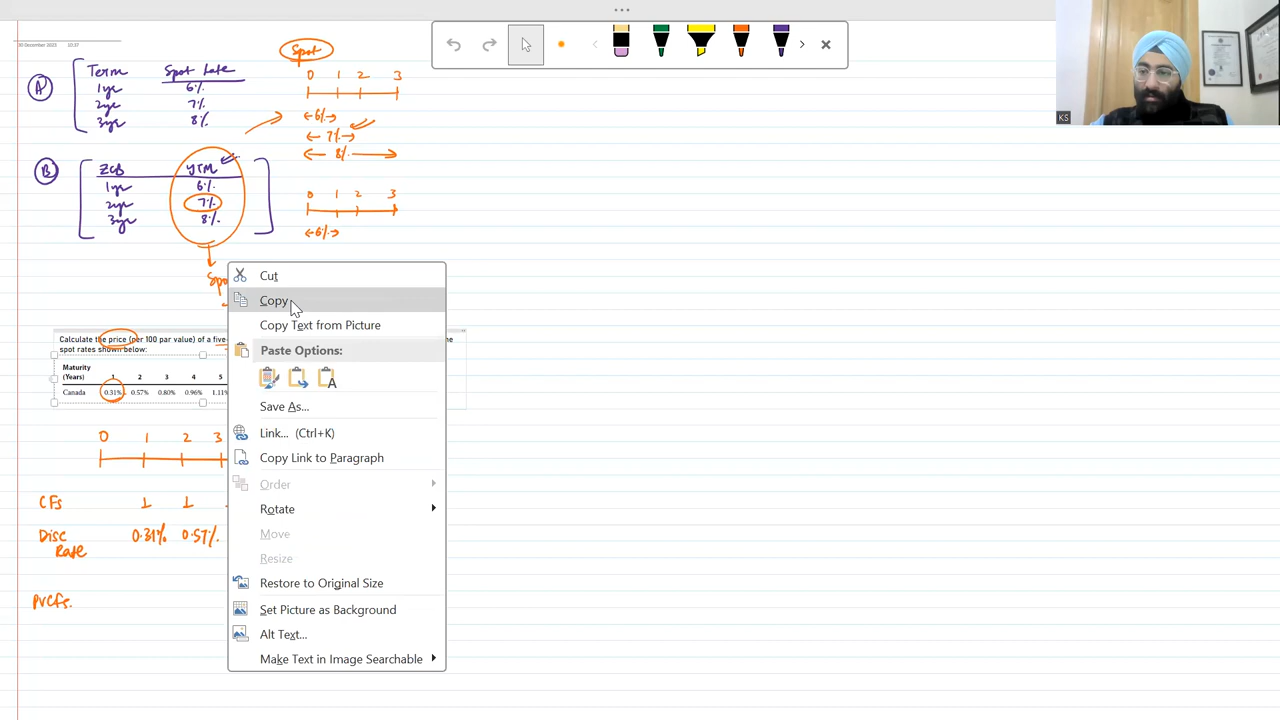 30 December 2023 10:37
Spot
A
Term Spot Rate
1yr 6%
2yr 7%
3yr 8%
0 1 2 3
6%
7%
8%
B
ZCB YTM
1yr 6%
2yr 7%
3yr 8%
0 1 2 3
6%
KS
Calculate the price (per 100 par value) of a five- the
spot rates shown below:
Maturity
(Years) 1 2 3 4 5
Canada 0.31% 0.57% 0.80% 0.96% 1.11%
0 1 2 3
CFs 1 1
Disc Rate 0.31% 0.57%
PVCFs.
Cut
Copy
Copy Text from Picture
Paste Options:
Save As...
Link... (Ctrl+K)
Copy Link to Paragraph
Order
Rotate
Move
Resize
Restore to Original Size
Set Picture as Background
Alt Text...
Make Text in Image Searchable